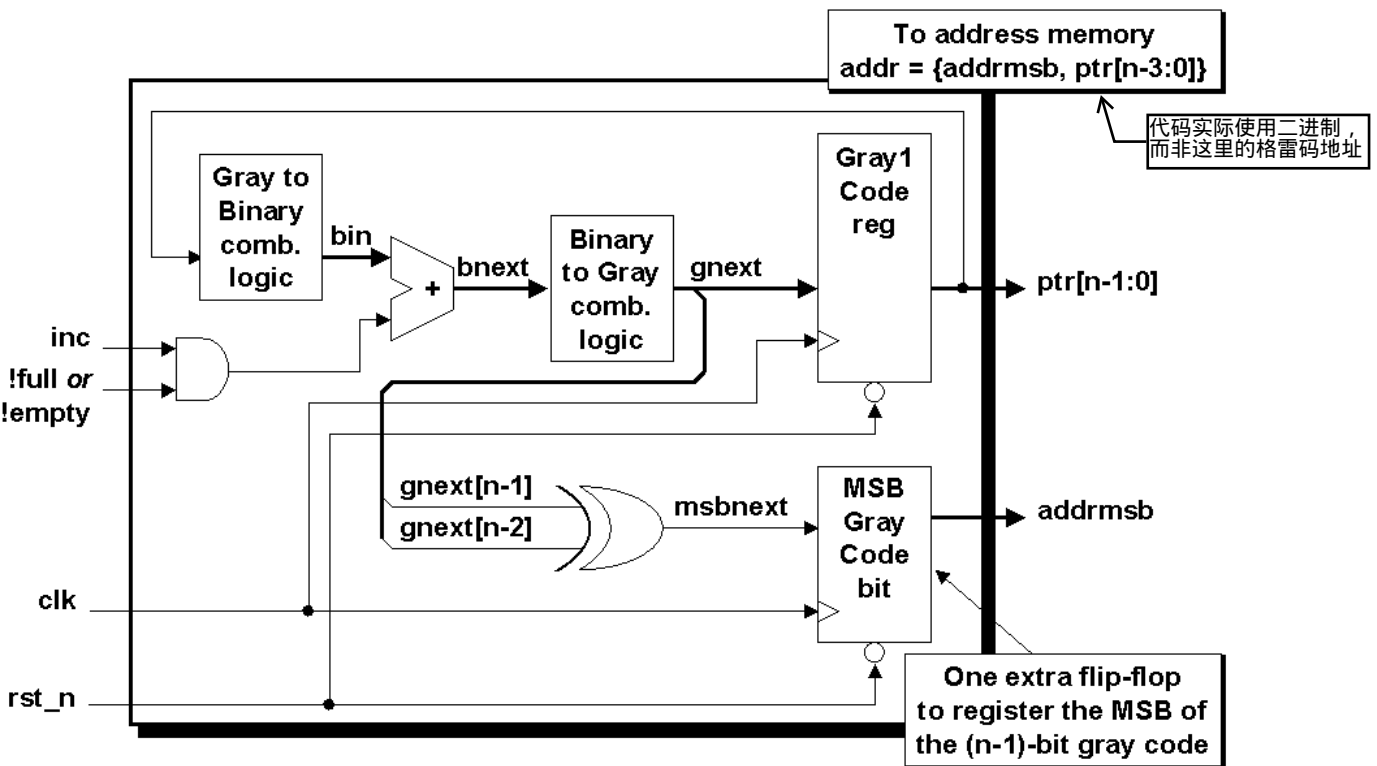 To address memory
addr = {addrmsb, ptr[n-3:0]}
代码实际使用二进制，
而非这里的格雷码地址
Gray to
Binary
comb.
logic
bin
+
bnext
Binary
to Gray
comb.
logic
gnext
Gray1
Code
reg
ptr[n-1:0]
inc
!full or
!empty
gnext[n-1]
gnext[n-2]
msbnext
MSB
Gray
Code
bit
addrmsb
clk
rst_n
One extra flip-flop
to register the MSB of
the (n-1)-bit gray code